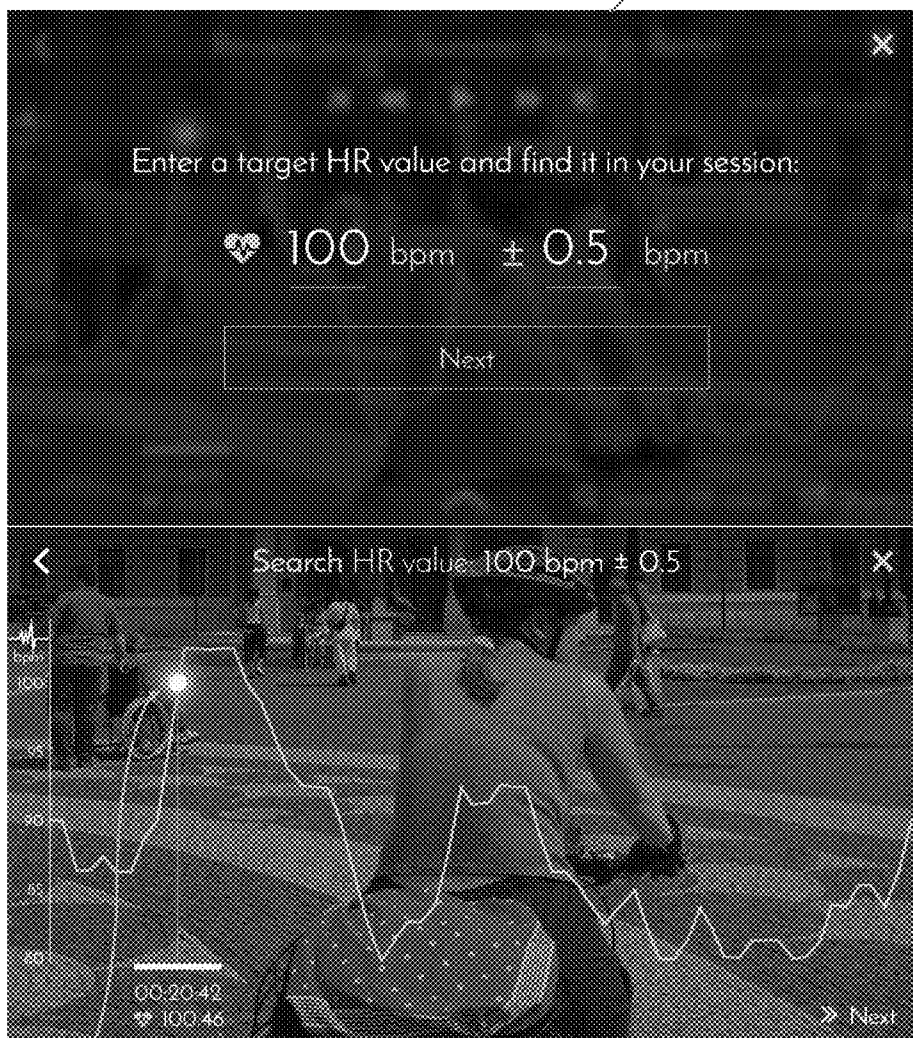 Enter a target HR value and find it in your session:
100 bpm ± 0.5 bpm
Next
Search HR value: 100 bpm ± 0.5
bpm
100
95
90
85
80
00:20:42
100.46
Next